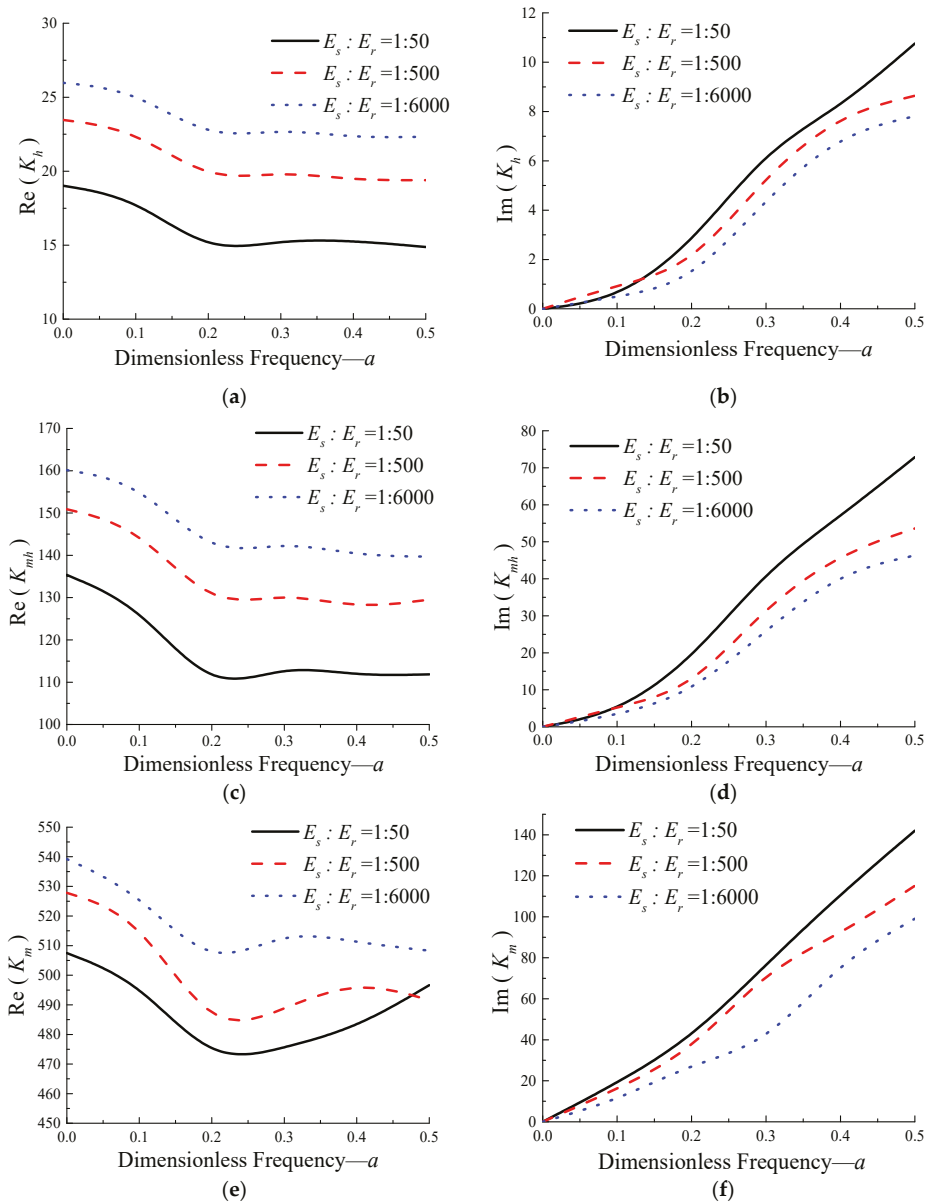 30
25
20
15
10
Re ( K_h )
E_s : E_r =1:50
E_s : E_r =1:500
E_s : E_r =1:6000
0.0 0.1 0.2 0.3 0.4 0.5
Dimensionless Frequency—a
(a)
12
10
8
6
4
2
0
Im ( K_h )
E_s : E_r =1:50
E_s : E_r =1:500
E_s : E_r =1:6000
0.0 0.1 0.2 0.3 0.4 0.5
Dimensionless Frequency—a
(b)
170
160
150
140
130
120
110
100
Re ( K_mh )
E_s : E_r =1:50
E_s : E_r =1:500
E_s : E_r =1:6000
0.0 0.1 0.2 0.3 0.4 0.5
Dimensionless Frequency—a
(c)
80
70
60
50
40
30
20
10
0
Im ( K_mh )
E_s : E_r =1:50
E_s : E_r =1:500
E_s : E_r =1:6000
0.0 0.1 0.2 0.3 0.4 0.5
Dimensionless Frequency—a
(d)
550
540
530
520
510
500
490
480
470
460
450
Re ( K_m )
E_s : E_r =1:50
E_s : E_r =1:500
E_s : E_r =1:6000
0.0 0.1 0.2 0.3 0.4 0.5
Dimensionless Frequency—a
(e)
140
120
100
80
60
40
20
0
Im ( K_m )
E_s : E_r =1:50
E_s : E_r =1:500
E_s : E_r =1:6000
0.0 0.1 0.2 0.3 0.4 0.5
Dimensionless Frequency—a
(f)